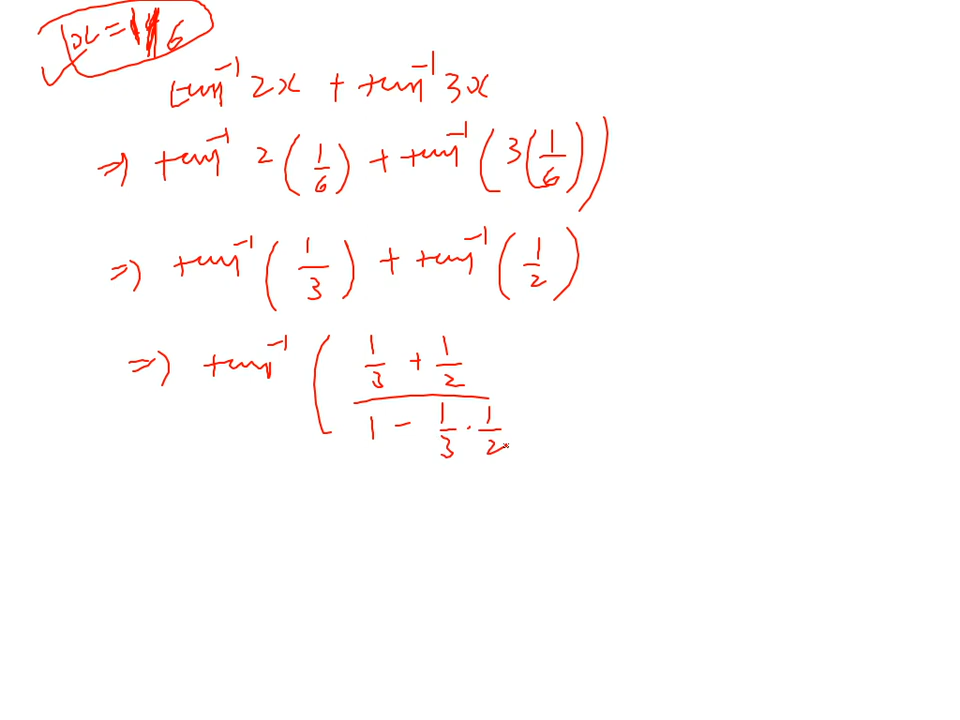 x = 1/6
tan⁻¹ 2x + tan⁻¹ 3x
⇒ tan⁻¹ 2(1/6) + tan⁻¹(3(1/6))
⇒ tan⁻¹(1/3) + tan⁻¹(1/2)
⇒ tan⁻¹( (1/3 + 1/2) / (1 - 1/3 · 1/2)